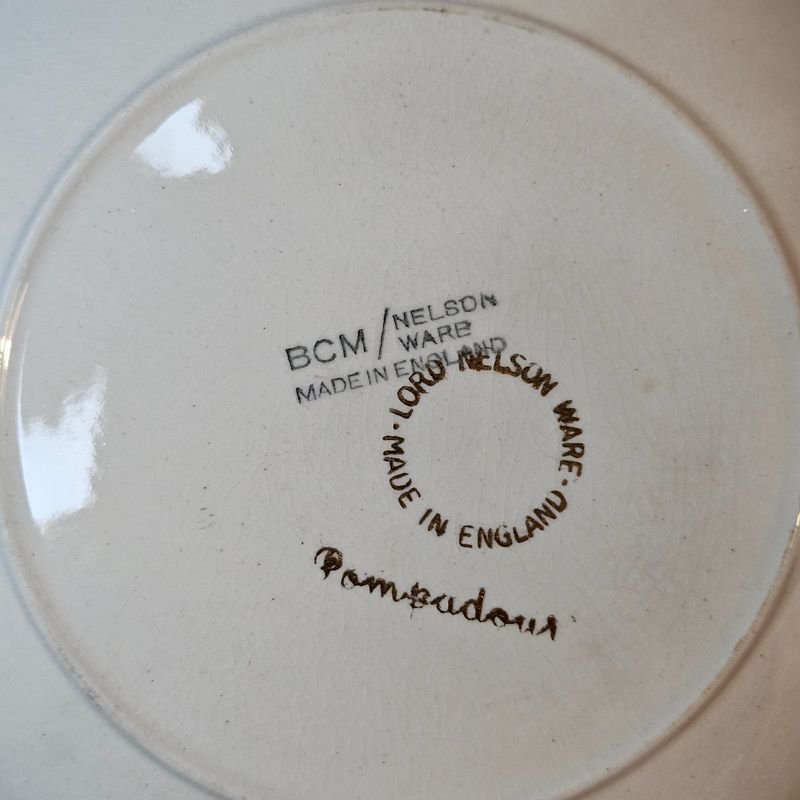 BCM / NELSON
WARE
MADE IN ENGLAND
LORD NELSON WARE
· MADE IN ENGLAND ·
Pompadour